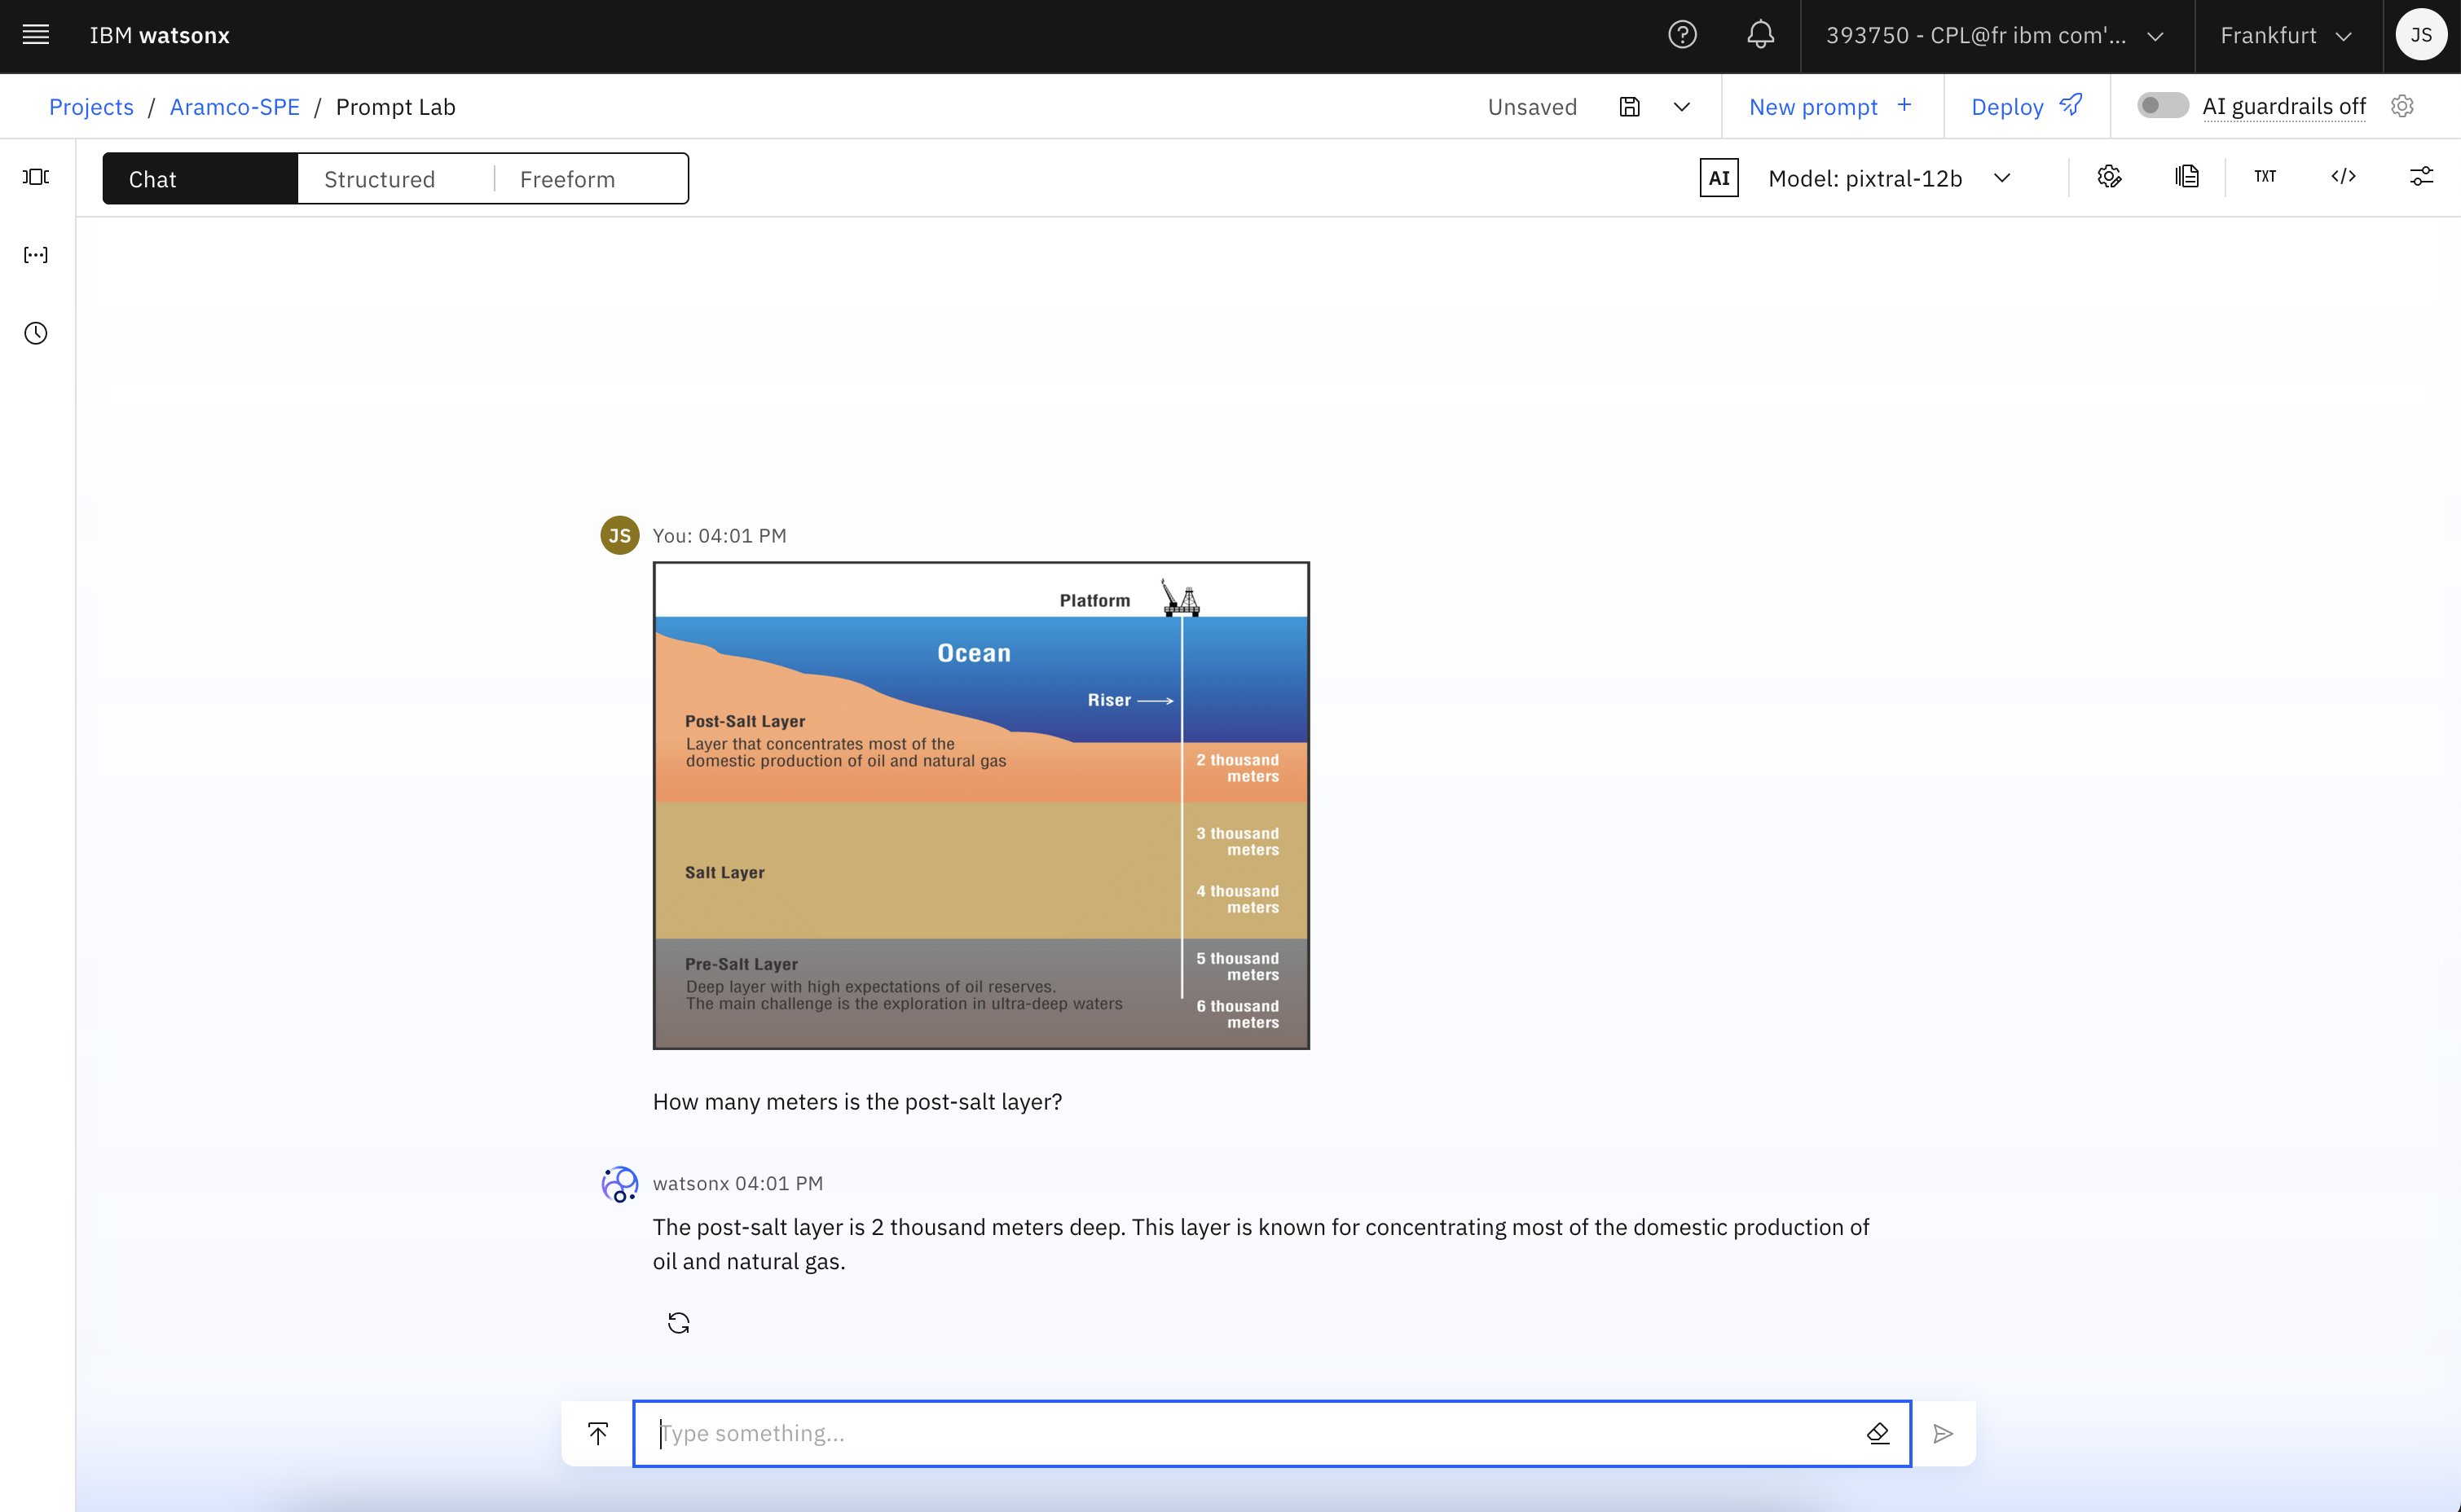 IBM watsonx
393750 - CPL@fr ibm com'...
Frankfurt
JS
Projects / Aramco-SPE / Prompt Lab
Unsaved
New prompt +
Deploy
AI guardrails off
Chat
Structured
Freeform
AI
Model: pixtral-12b
TXT
</>
JS
You: 04:01 PM
Platform
Ocean
Riser
Post-Salt Layer
Layer that concentrates most of the
domestic production of oil and natural gas
2 thousand
meters
3 thousand
meters
Salt Layer
4 thousand
meters
Pre-Salt Layer
Deep layer with high expectations of oil reserves.
The main challenge is the exploration in ultra-deep waters
5 thousand
meters
6 thousand
meters
How many meters is the post-salt layer?
watsonx 04:01 PM
The post-salt layer is 2 thousand meters deep. This layer is known for concentrating most of the domestic production of
oil and natural gas.
Type something...